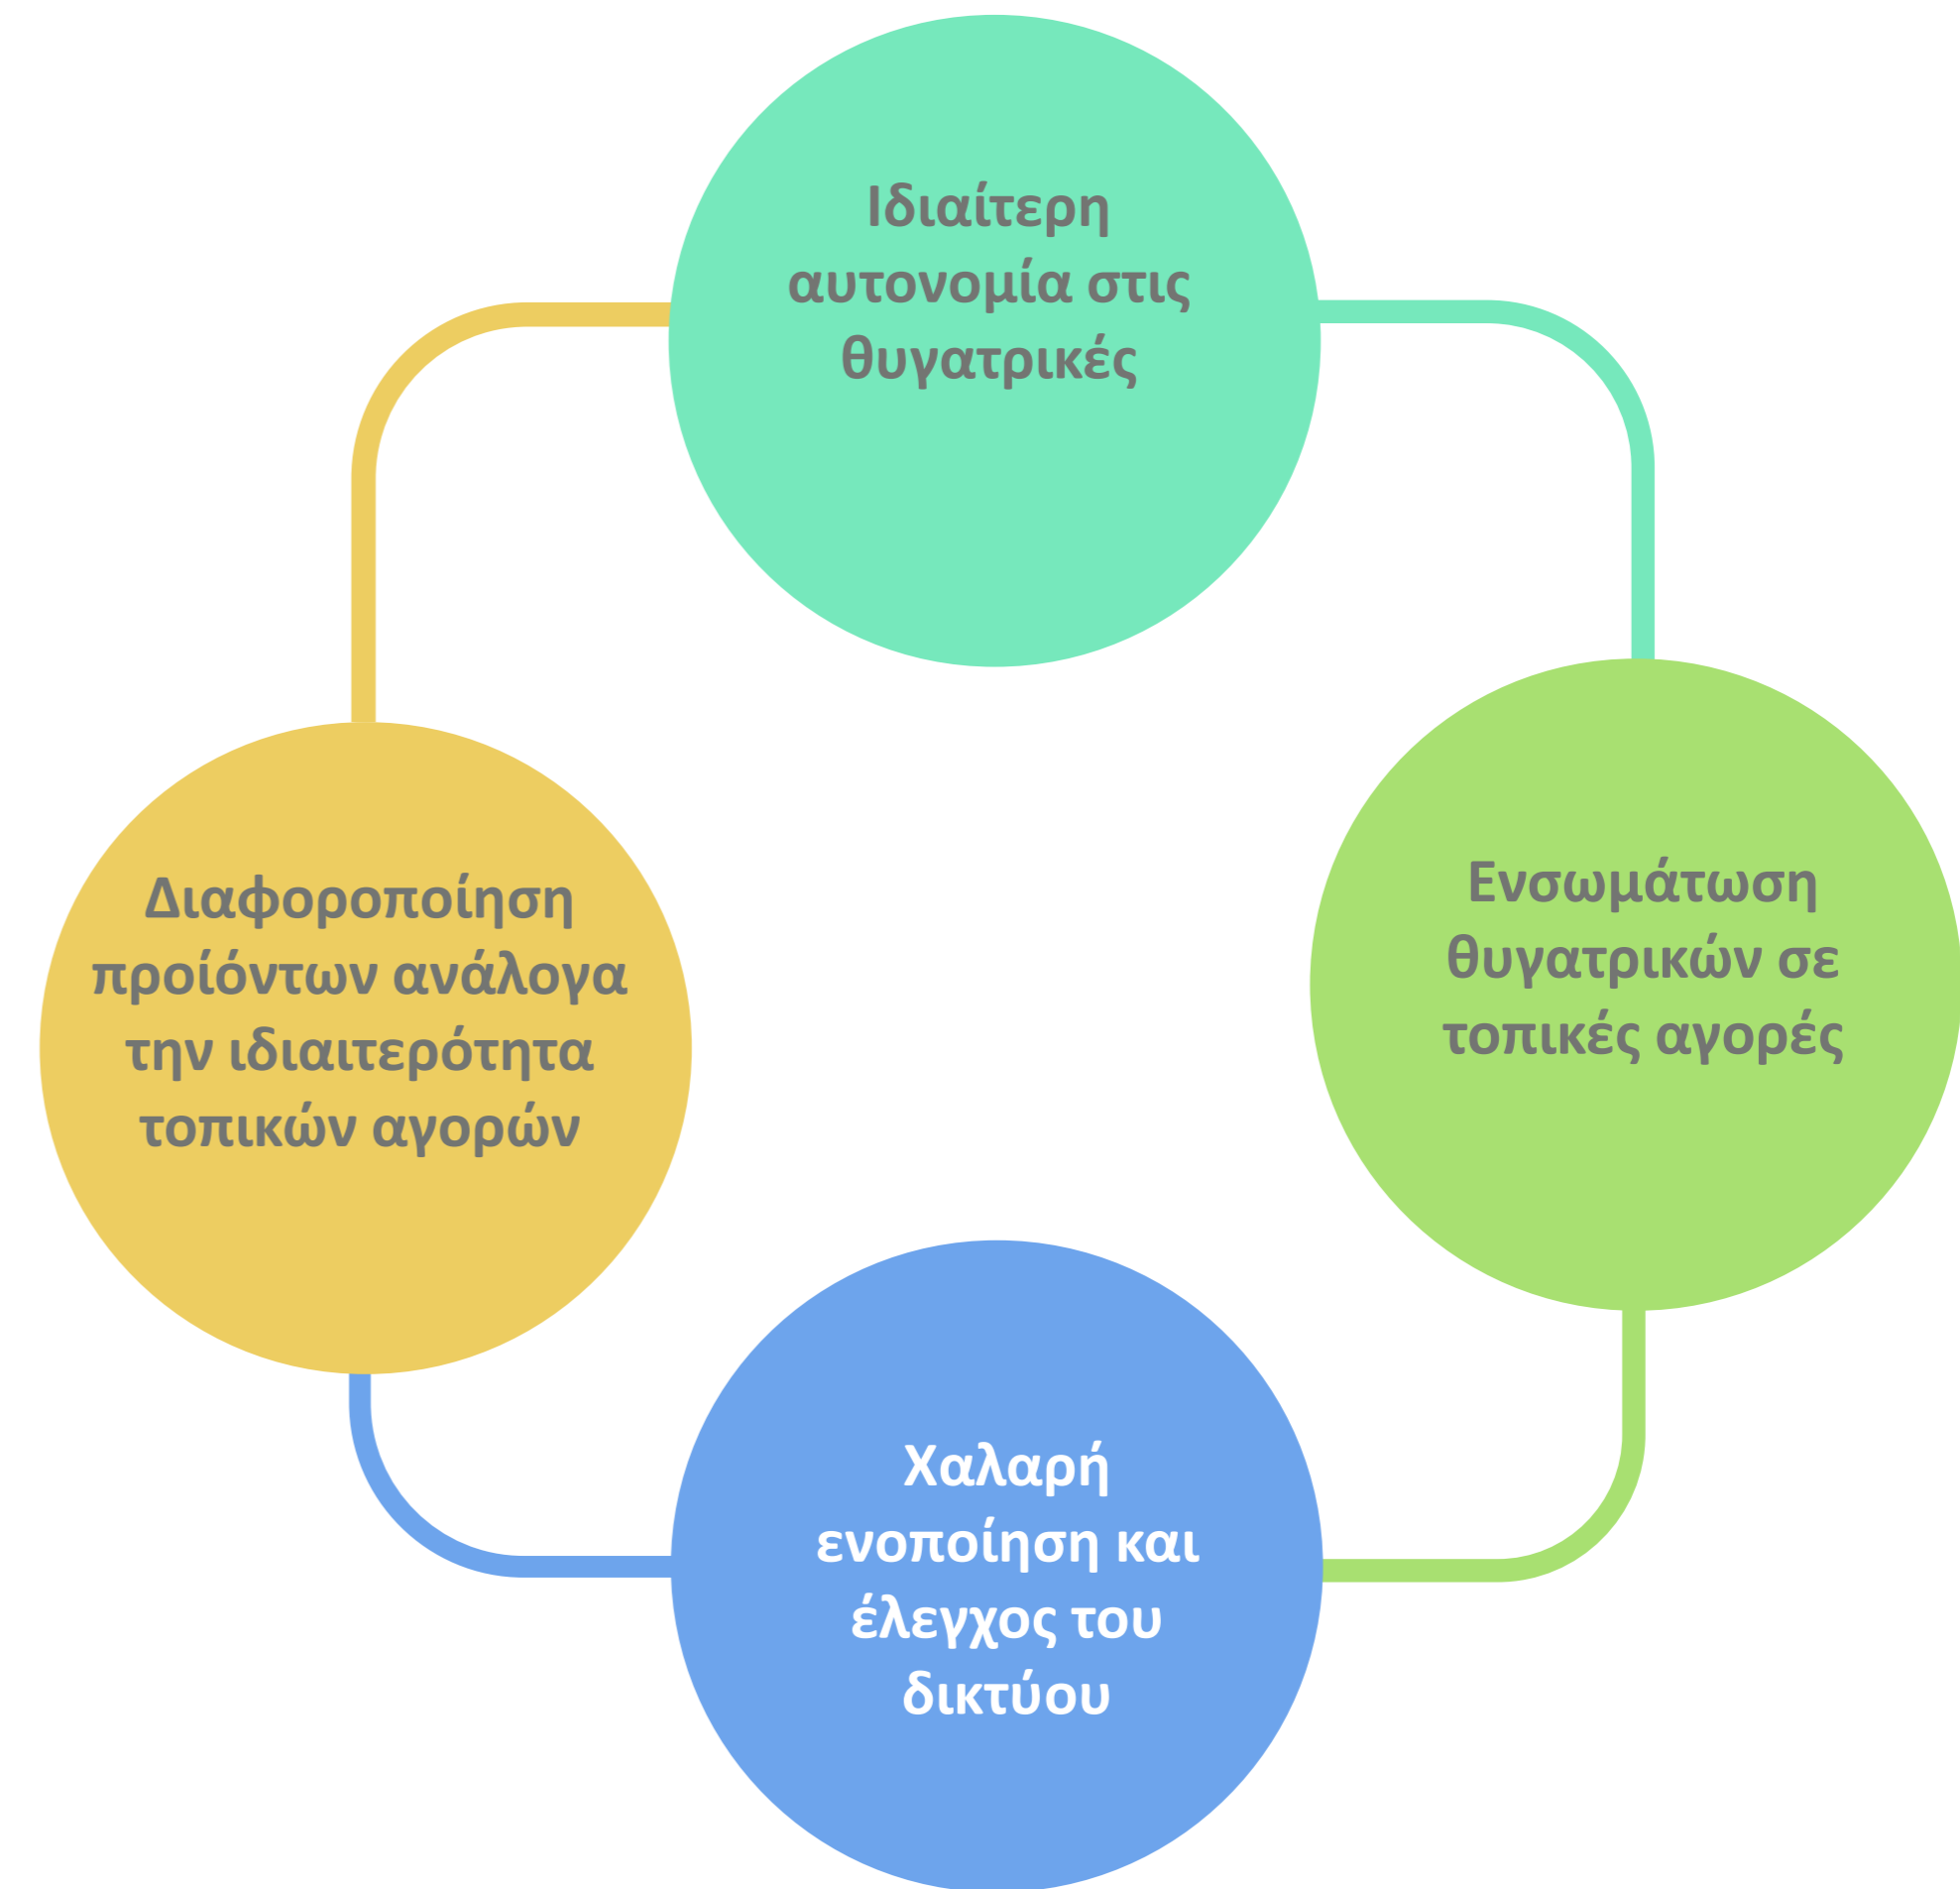 Ιδιαίτερη
αυτονομία στις
θυγατρικές
Διαφοροποίηση
προίόντων ανάλογα
την ιδιαιτερότητα
τοπικών αγορών
Ενσωμάτωση
θυγατρικών σε
τοπικές αγορές
Χαλαρή
ενοποίηση και
έλεγχος του
δικτύου